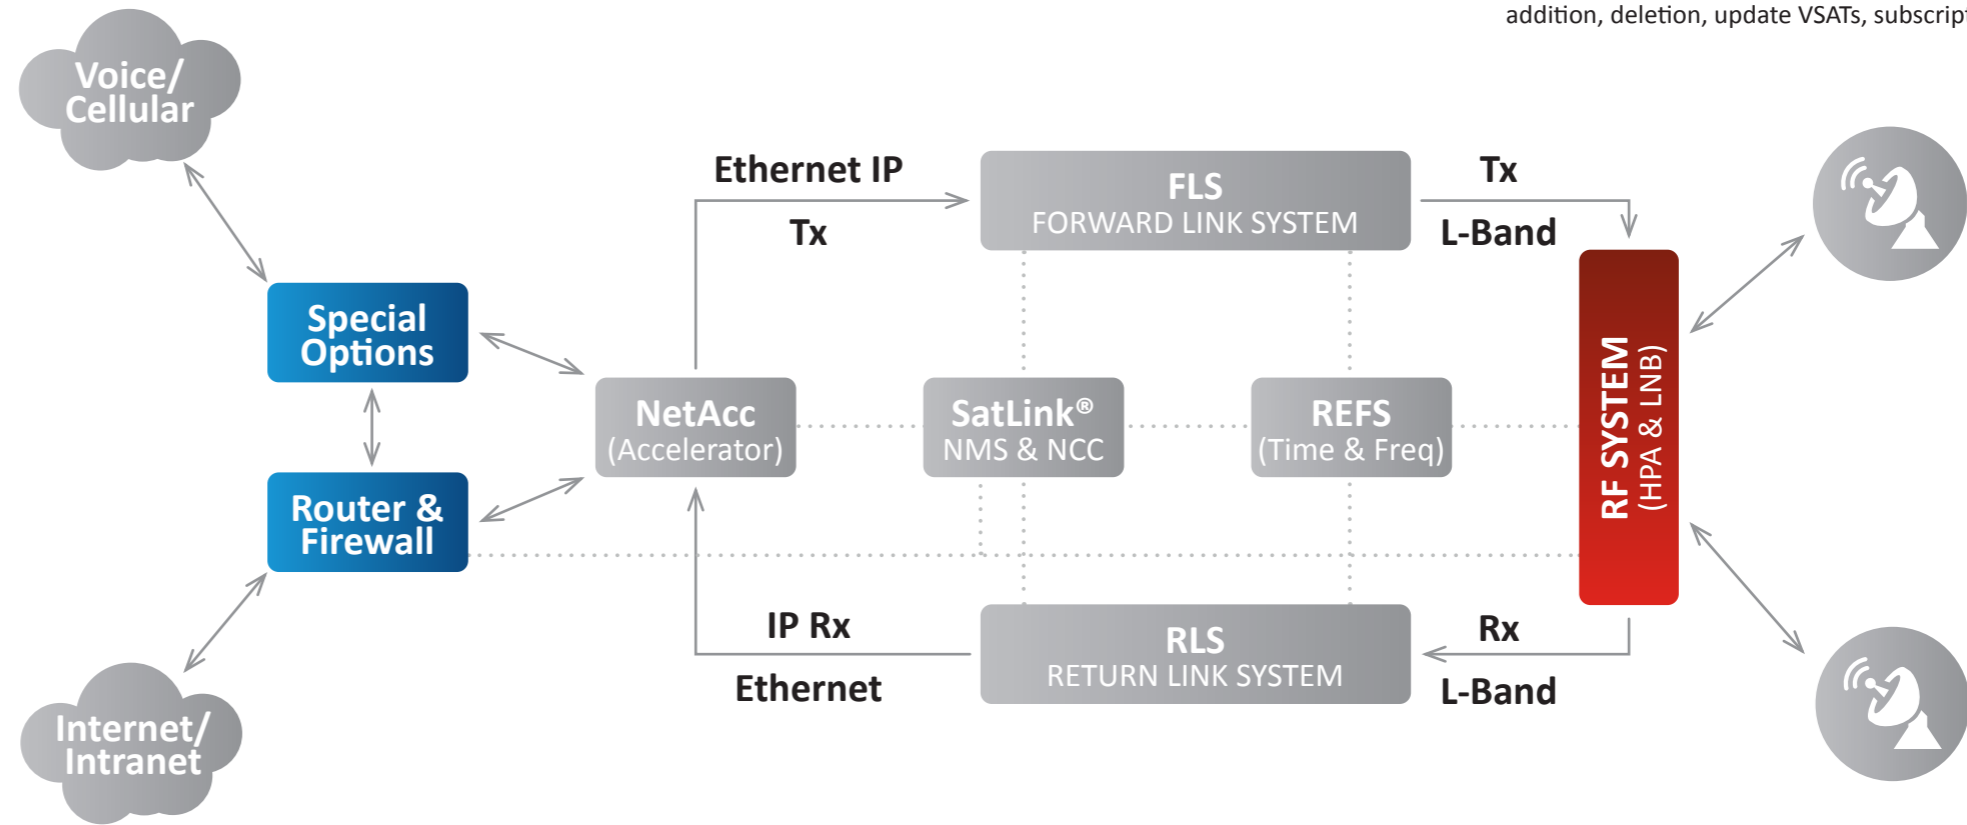 addition, deletion, update VSATs, subscript
Voice/
Cellular
Ethernet IP
Tx
FLS
FORWARD LINK SYSTEM
Tx
L-Band
Special
Options
NetAcc
(Accelerator)
SatLink®
NMS & NCC
REFS
(Time & Freq)
RF SYSTEM
(HPA & LNB)
Router &
Firewall
IP Rx
Ethernet
RLS
RETURN LINK SYSTEM
Rx
L-Band
Internet/
Intranet